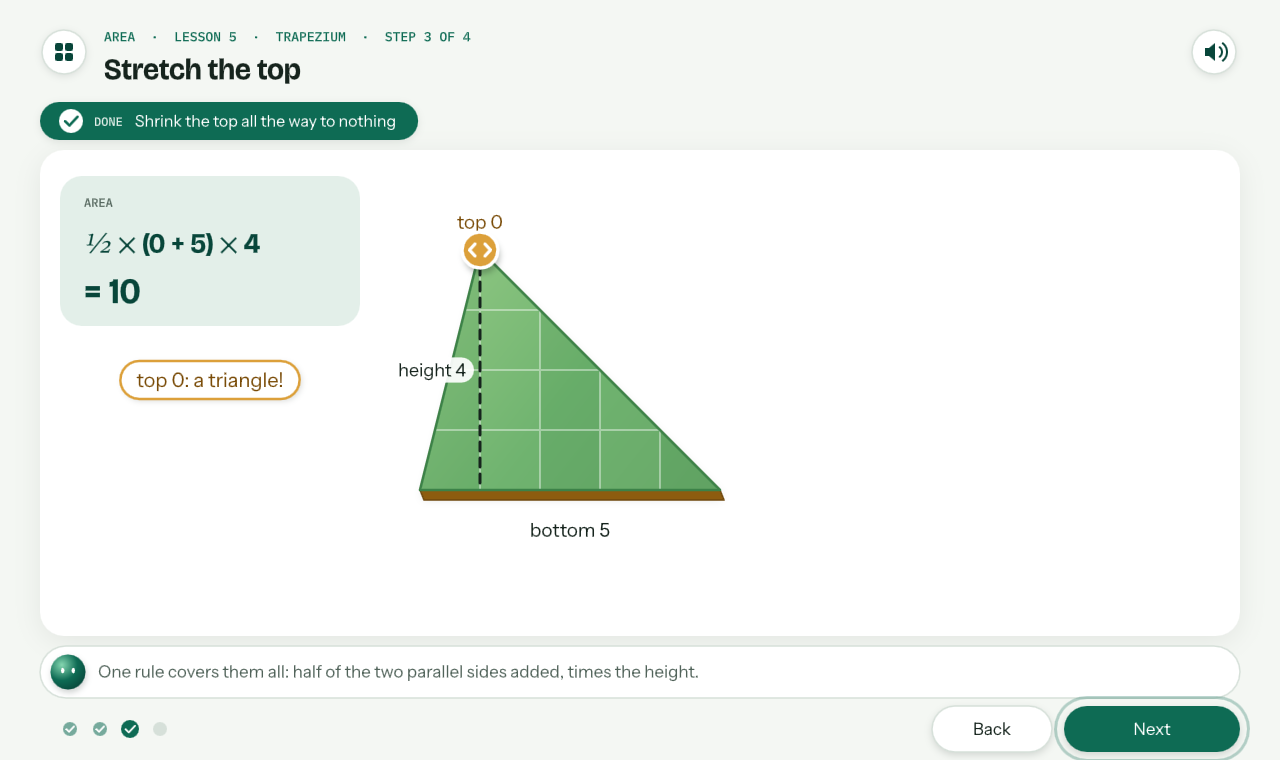 AREA · LESSON 5 · TRAPEZIUM · STEP 3 OF 4
Stretch the top
DONE Shrink the top all the way to nothing
AREA
½ × (0 + 5) × 4
= 10
top 0: a triangle!
top 0
height 4
bottom 5
One rule covers them all: half of the two parallel sides added, times the height.
Back
Next